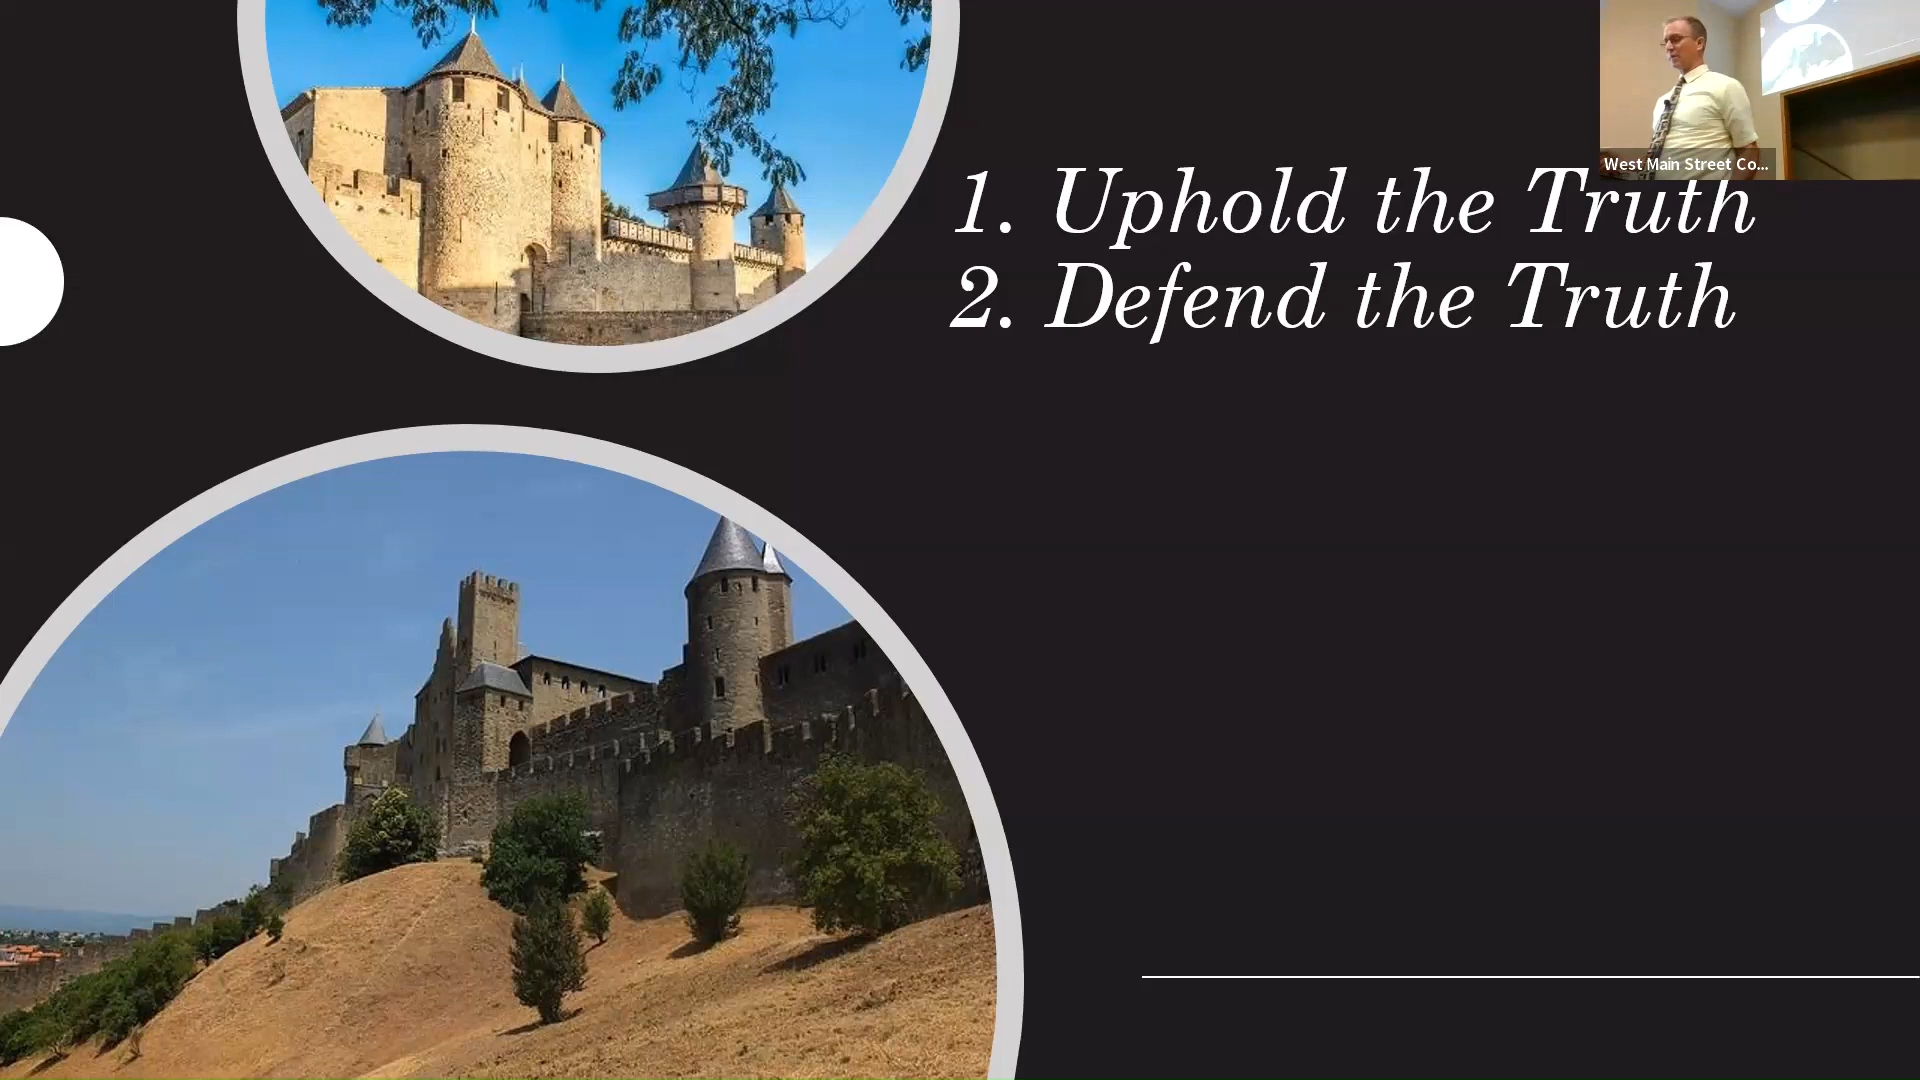 West Main Street Co...
1. Uphold the Truth
2. Defend the Truth